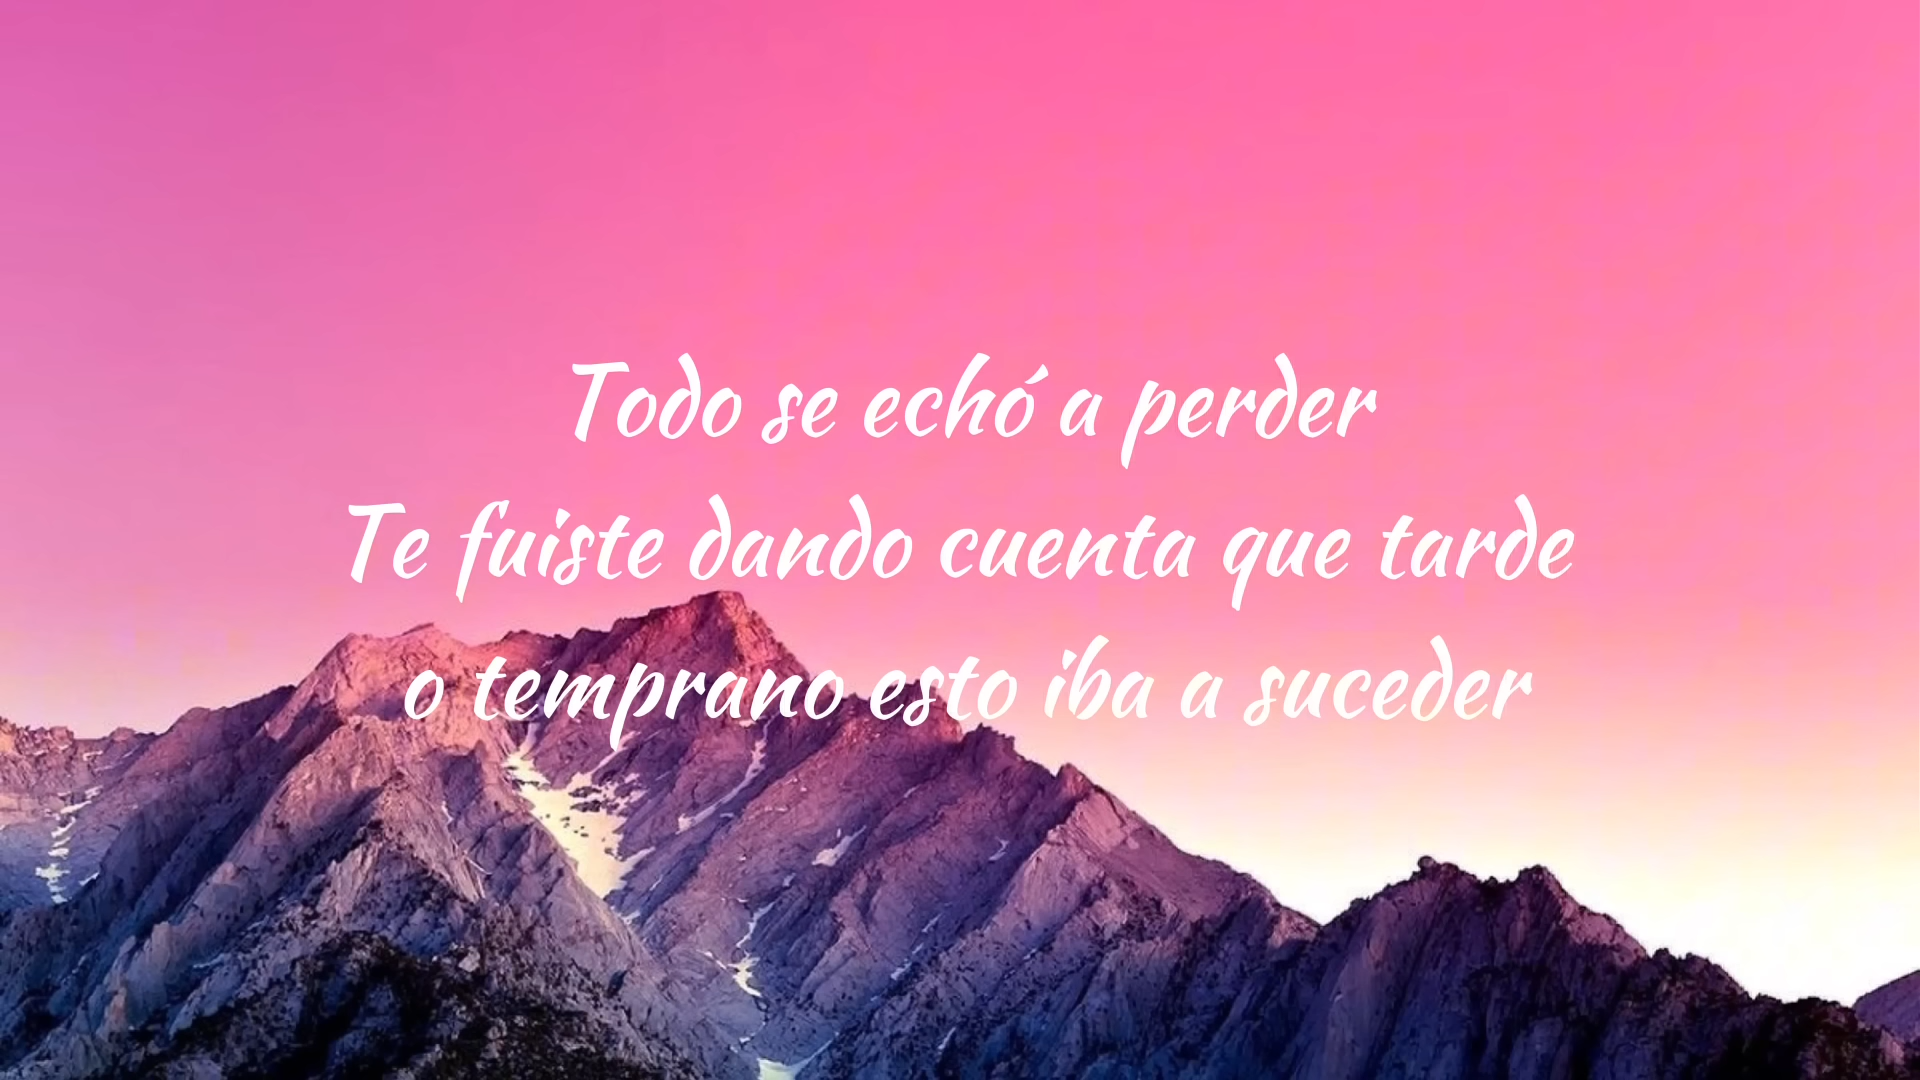 Todo se echó a perder
Te fuiste dando cuenta que tarde
o temprano esto iba a suceder